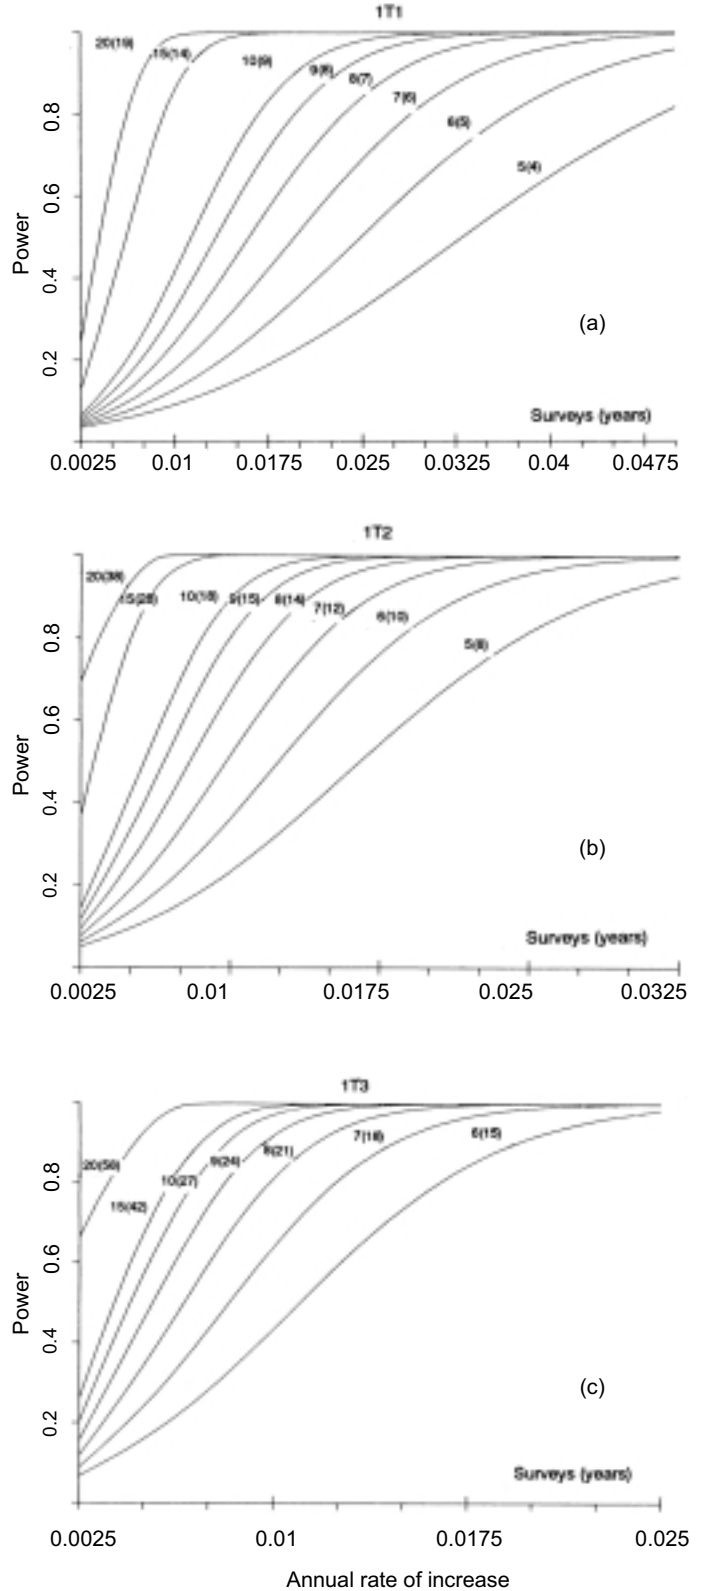 1T1
20(19) 15(14) 10(9) 9(8) 8(7) 7(6) 6(5) 5(4)
Power
0.8
0.6
0.4
0.2
(a)
Surveys (years)
0.0025 0.01 0.0175 0.025 0.0325 0.04 0.0475
1T2
20(38) 15(28) 10(18) 9(15) 8(14) 7(12) 6(10) 5(8)
Power
0.8
0.6
0.4
0.2
(b)
Surveys (years)
0.0025 0.01 0.0175 0.025 0.0325
1T3
20(58) 15(42) 10(27) 9(24) 8(21) 7(18) 6(15)
Power
0.8
0.6
0.4
0.2
(c)
Surveys (years)
0.0025 0.01 0.0175 0.025
Annual rate of increase